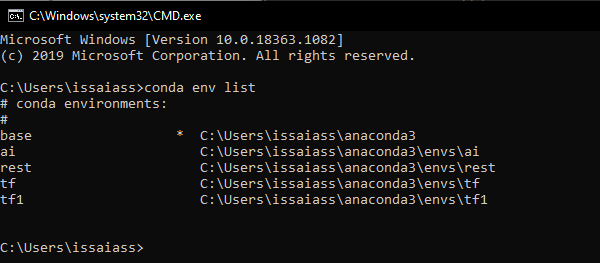 C:\Windows\system32\CMD.exe
Microsoft Windows [Version 10.0.18363.1082]
(c) 2019 Microsoft Corporation. All rights reserved.
C:\Users\issaiass>conda env list
# conda environments:
#
base                  *  C:\Users\issaiass\anaconda3
ai                       C:\Users\issaiass\anaconda3\envs\ai
rest                     C:\Users\issaiass\anaconda3\envs\rest
tf                       C:\Users\issaiass\anaconda3\envs\tf
tf1                      C:\Users\issaiass\anaconda3\envs\tf1
C:\Users\issaiass>